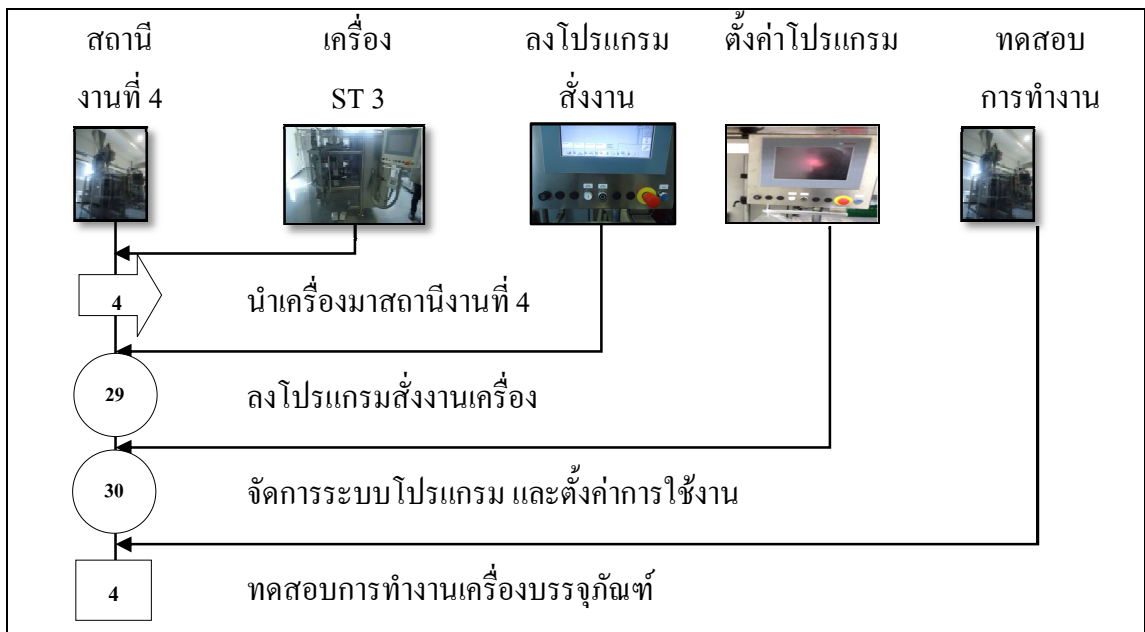 สถานี เครื่อง ลงโปรแกรม ตั้งค่าโปรแกรม ทดสอบ
งานที่ 4 ST 3 สั่งงาน การทำงาน
4 นำเครื่องมาสถานีงานที่ 4
29 ลงโปรแกรมสั่งงานเครื่อง
30 จัดการระบบโปรแกรม และตั้งค่าการใช้งาน
4 ทดสอบการทำงานเครื่องบรรจุภัณฑ์